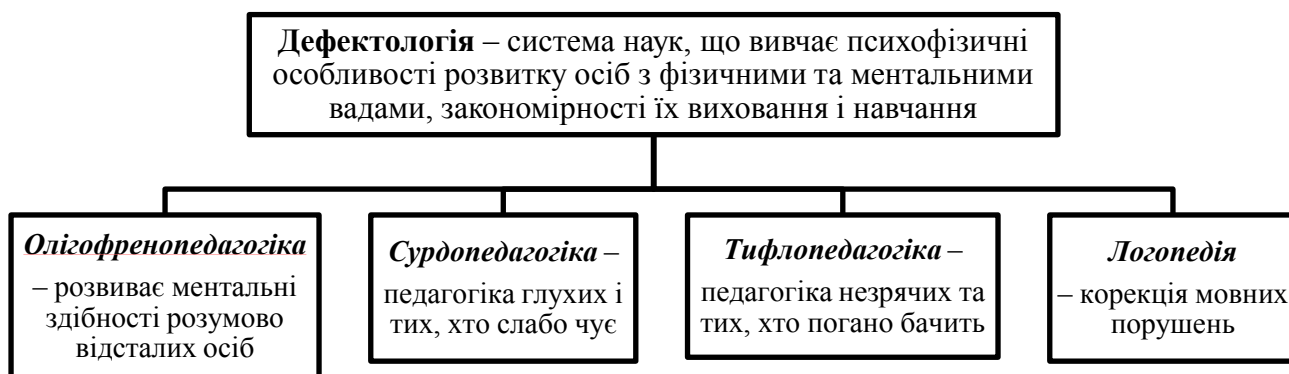 Дефектологія – система наук, що вивчає психофізичні
особливості розвитку осіб з фізичними та ментальними
вадами, закономірності їх виховання і навчання
Олігофренопедагогіка
– розвиває ментальні
здібності розумово
відсталих осіб
Сурдопедагогіка –
педагогіка глухих і
тих, хто слабо чує
Тифлопедагогіка –
педагогіка незрячих та
тих, хто погано бачить
Логопедія
– корекція мовних
порушень